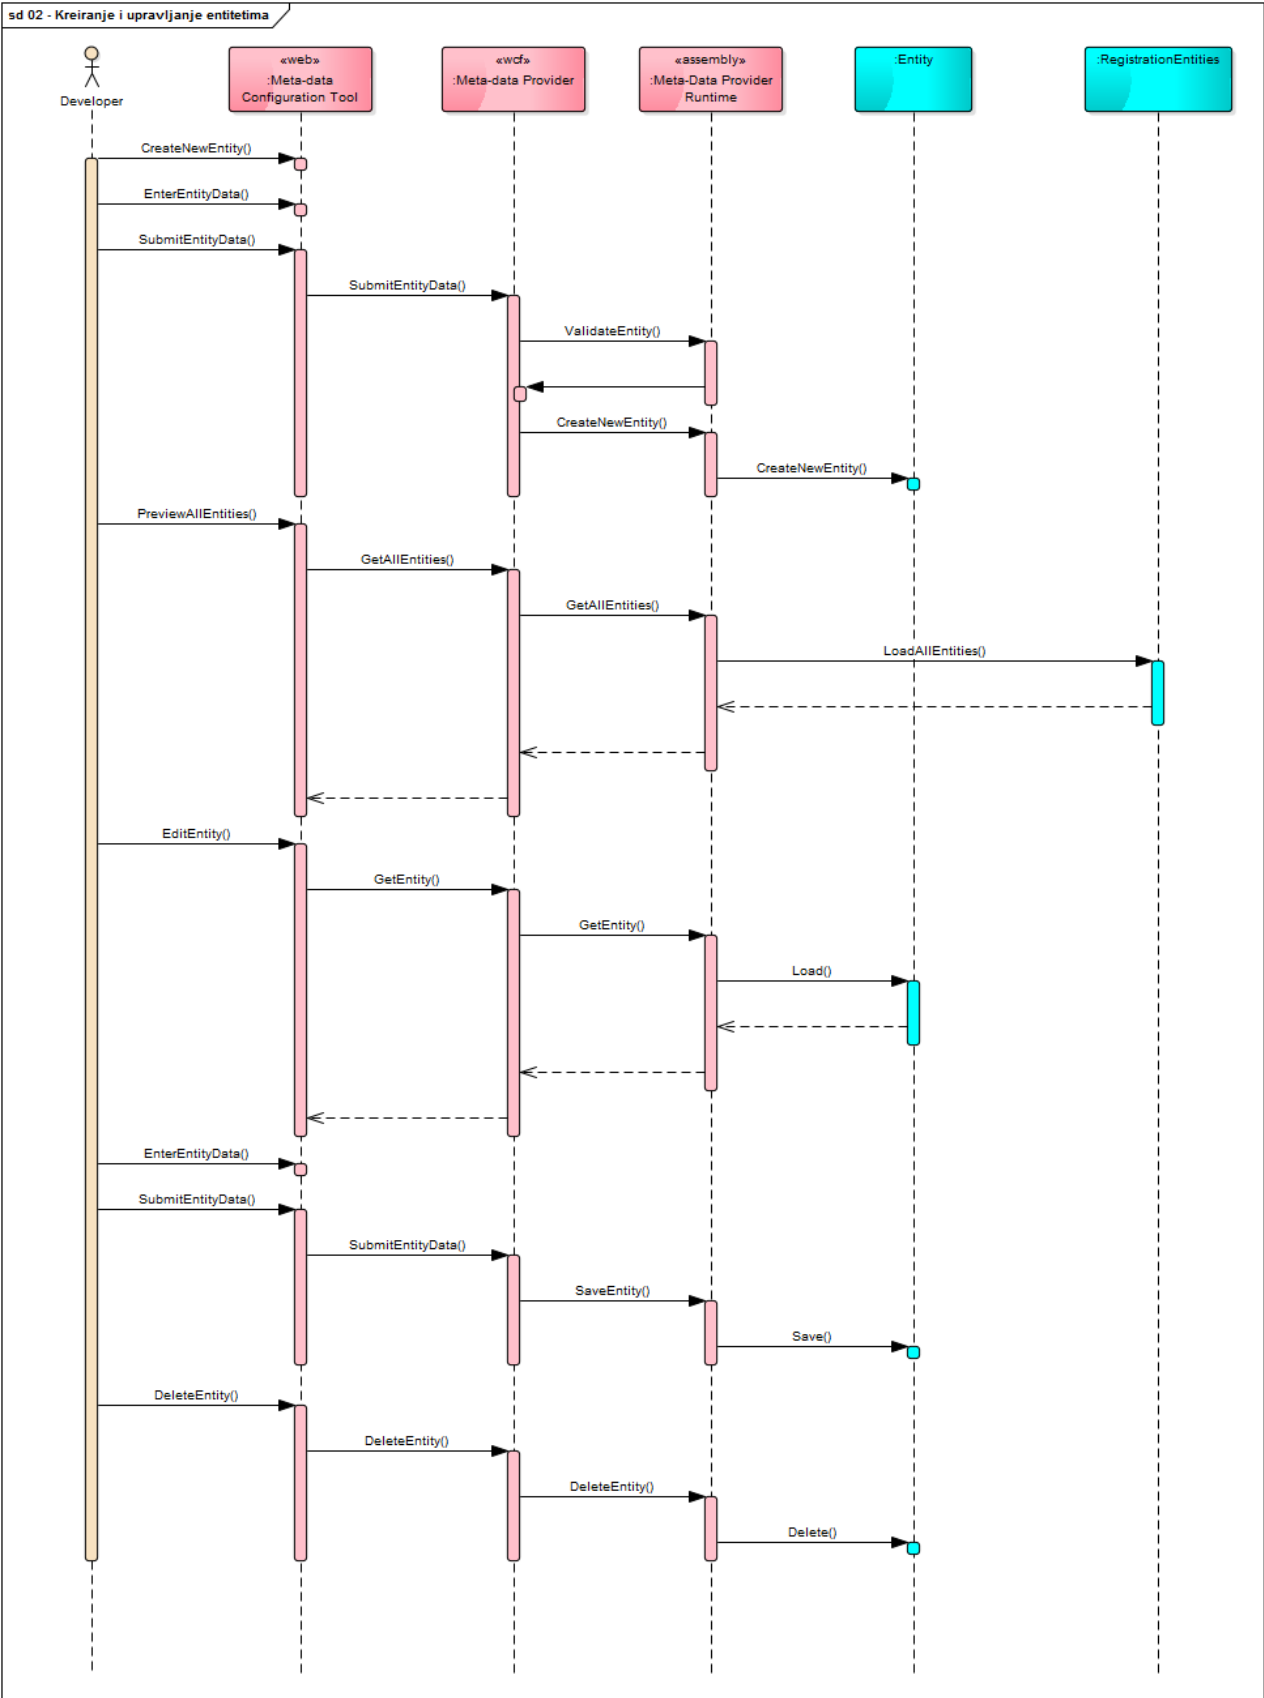 sd 02 - Kreiranje i upravljanje entitetima
Developer
«web»
:Meta-data
Configuration Tool
«wcf»
:Meta-data Provider
«assembly»
:Meta-Data Provider
Runtime
:Entity
:RegistrationEntities
CreateNewEntity()
EnterEntityData()
SubmitEntityData()
SubmitEntityData()
ValidateEntity()
CreateNewEntity()
CreateNewEntity()
PreviewAllEntities()
GetAllEntities()
GetAllEntities()
LoadAllEntities()
EditEntity()
GetEntity()
GetEntity()
Load()
EnterEntityData()
SubmitEntityData()
SubmitEntityData()
SaveEntity()
Save()
DeleteEntity()
DeleteEntity()
DeleteEntity()
Delete()